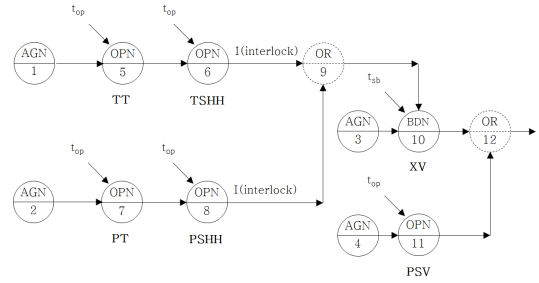 t_op
t_op
AGN
1
OPN
5
OPN
6
I(interlock)
OR
9
TT
TSHH
t_sb
AGN
3
BDN
10
OR
12
XV
t_op
t_op
AGN
2
OPN
7
OPN
8
I(interlock)
PT
PSHH
t_op
AGN
4
OPN
11
PSV